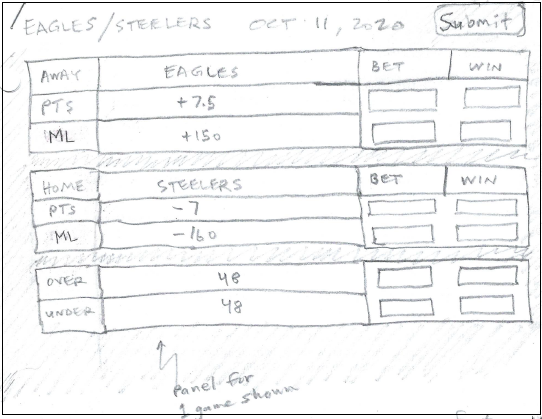 EAGLES/STEELERS OCT 11, 2020 Submit
AWAY EAGLES BET WIN
PTS +7.5
ML +150
HOME STEELERS BET WIN
PTS -7
ML -160
OVER 48
UNDER 48
Panel for
1 game shown